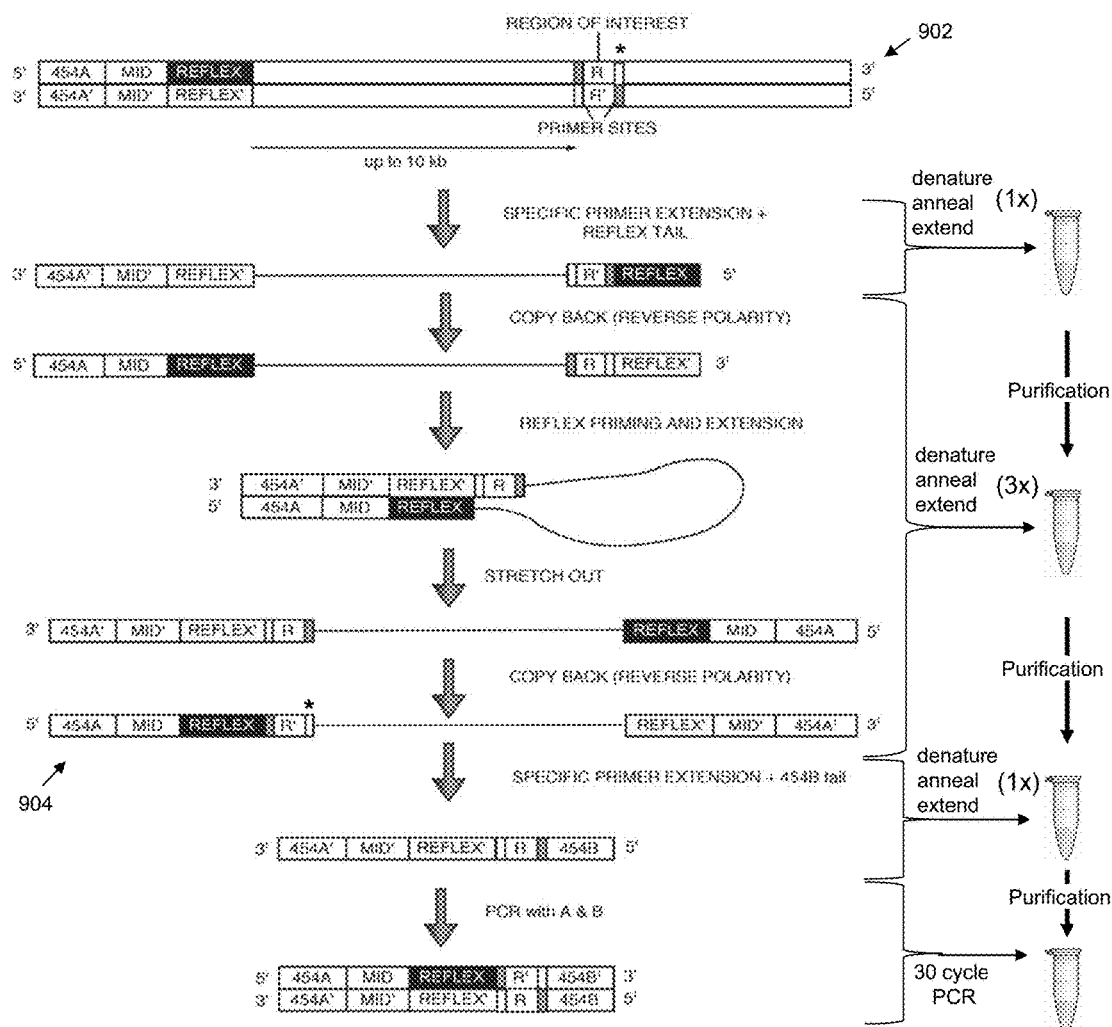 REGION OF INTEREST
*
902
5' 454A MID REFLEX R 3'
3' 454A' MID' REFLEX' R' 5'
PRIMER SITES
up to 10 kb
SPECIFIC PRIMER EXTENSION +
REFLEX TAIL
denature
anneal
extend
(1x)
3' 454A' MID' REFLEX' R' REFLEX 5'
COPY BACK (REVERSE POLARITY)
5' 454A MID REFLEX R REFLEX' 3'
Purification
REFLEX PRIMING AND EXTENSION
3' 454A' MID' REFLEX' R
5' 454A MID REFLEX
denature
anneal
extend
(3x)
STRETCH OUT
3' 454A' MID' REFLEX' R REFLEX MID 454A 5'
COPY BACK (REVERSE POLARITY)
Purification
*
5' 454A MID REFLEX R' REFLEX' MID' 454A' 3'
904
SPECIFIC PRIMER EXTENSION + 454B tail
denature
anneal
extend
(1x)
3' 454A' MID' REFLEX' R 454B 5'
PCR with A & B
Purification
5' 454A MID REFLEX R' 454B' 3'
3' 454A' MID' REFLEX' R 454B 5'
30 cycle
PCR